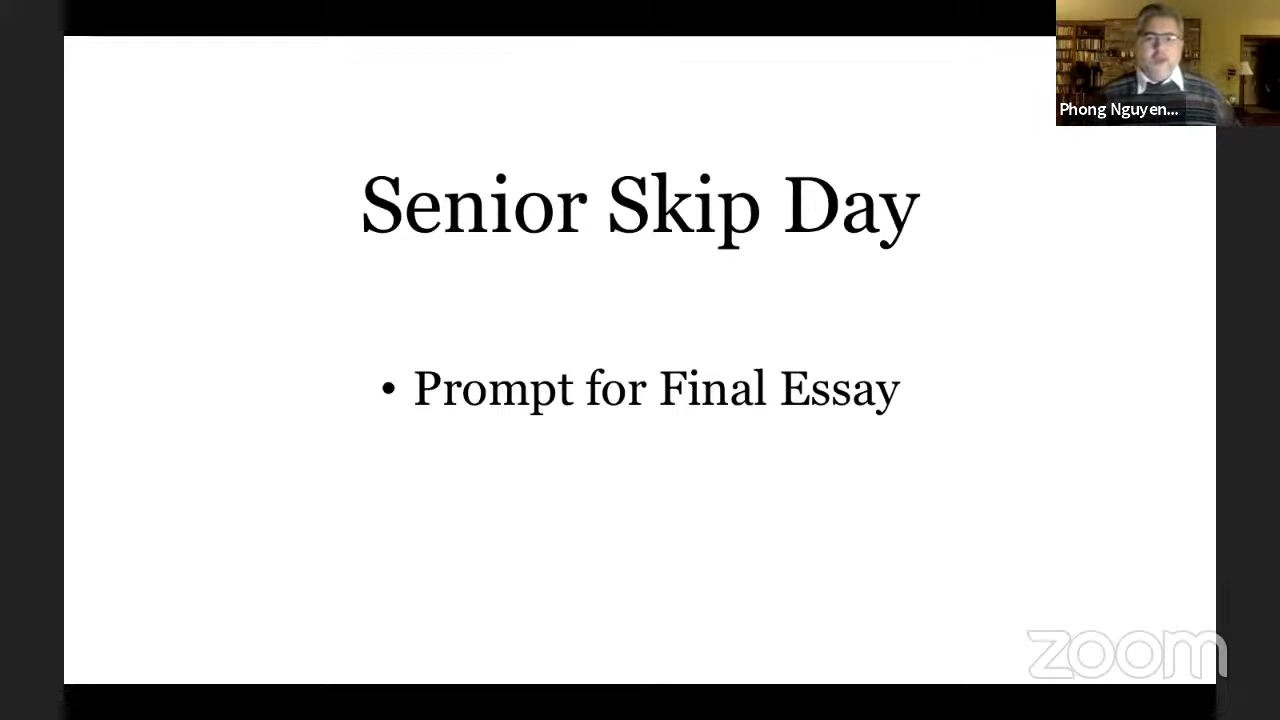 Phong Nguyen...
Senior Skip Day
• Prompt for Final Essay
zoom